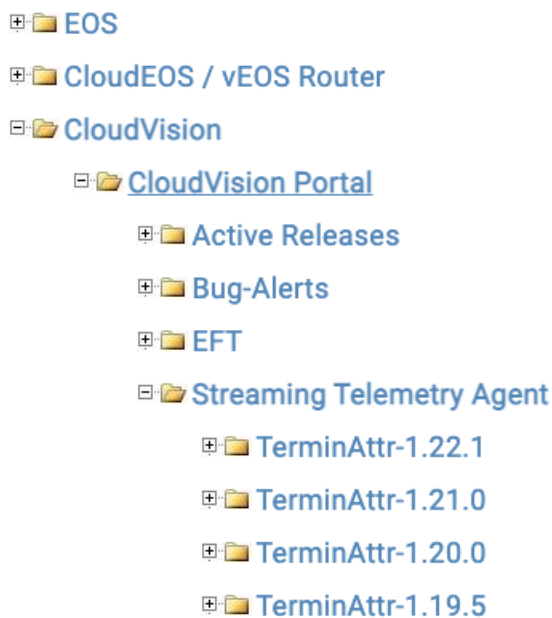 EOS
CloudEOS / vEOS Router
CloudVision
CloudVision Portal
Active Releases
Bug-Alerts
EFT
Streaming Telemetry Agent
TerminAttr-1.22.1
TerminAttr-1.21.0
TerminAttr-1.20.0
TerminAttr-1.19.5